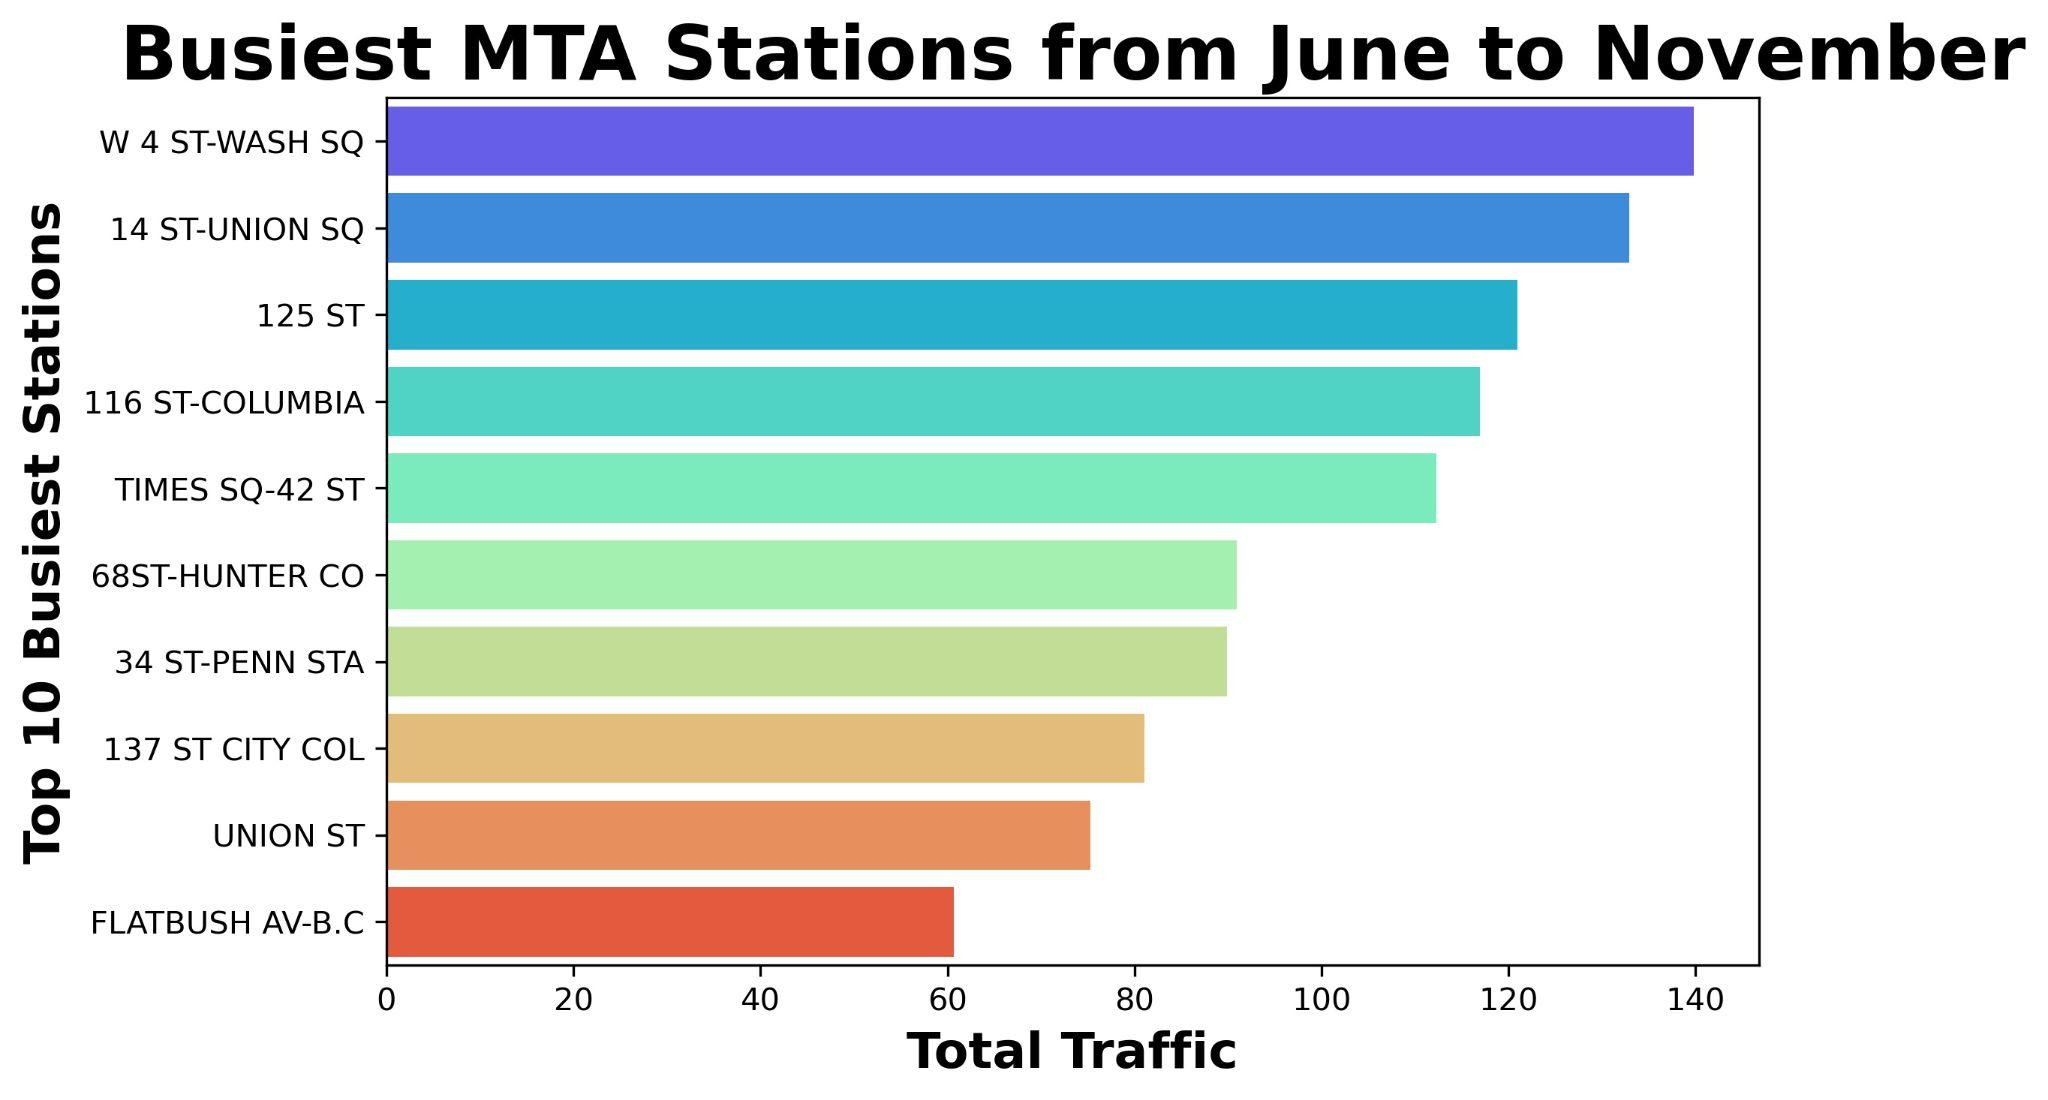 Busiest MTA Stations from June to November
Top 10 Busiest Stations
W 4 ST-WASH SQ
14 ST-UNION SQ
125 ST
116 ST-COLUMBIA
TIMES SQ-42 ST
68ST-HUNTER CO
34 ST-PENN STA
137 ST CITY COL
UNION ST
FLATBUSH AV-B.C
0 20 40 60 80 100 120 140
Total Traffic